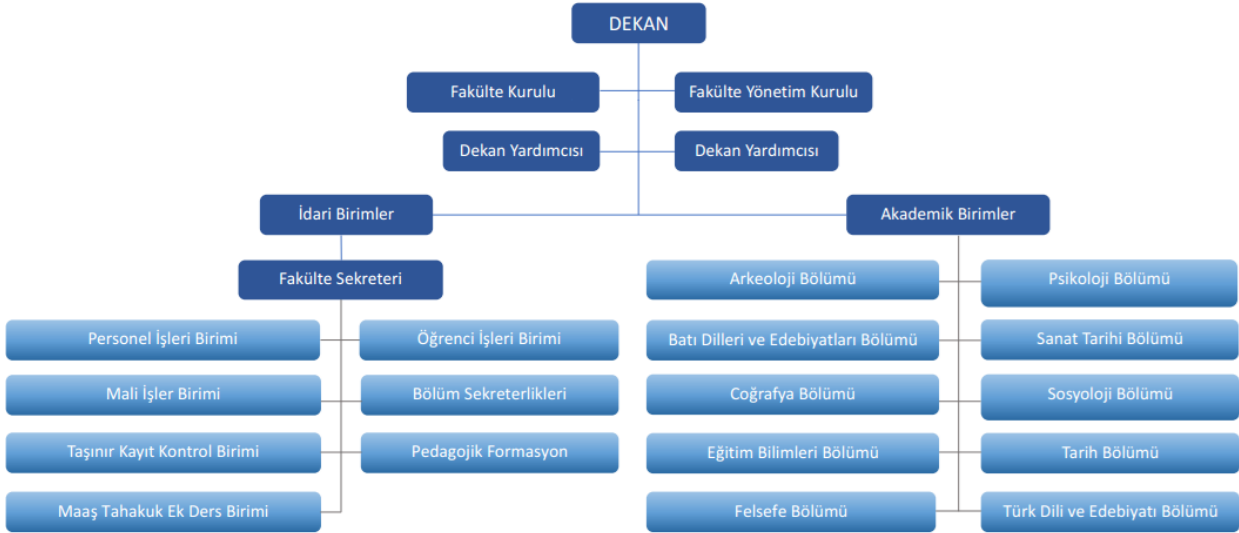 DEKAN
Fakülte Kurulu
Fakülte Yönetim Kurulu
Dekan Yardımcısı
Dekan Yardımcısı
İdari Birimler
Akademik Birimler
Fakülte Sekreteri
Arkeoloji Bölümü
Psikoloji Bölümü
Personel İşleri Birimi
Öğrenci İşleri Birimi
Batı Dilleri ve Edebiyatları Bölümü
Sanat Tarihi Bölümü
Mali İşler Birimi
Bölüm Sekreterlikleri
Coğrafya Bölümü
Sosyoloji Bölümü
Taşınır Kayıt Kontrol Birimi
Pedagojik Formasyon
Eğitim Bilimleri Bölümü
Tarih Bölümü
Maaş Tahakuk Ek Ders Birimi
Felsefe Bölümü
Türk Dili ve Edebiyatı Bölümü